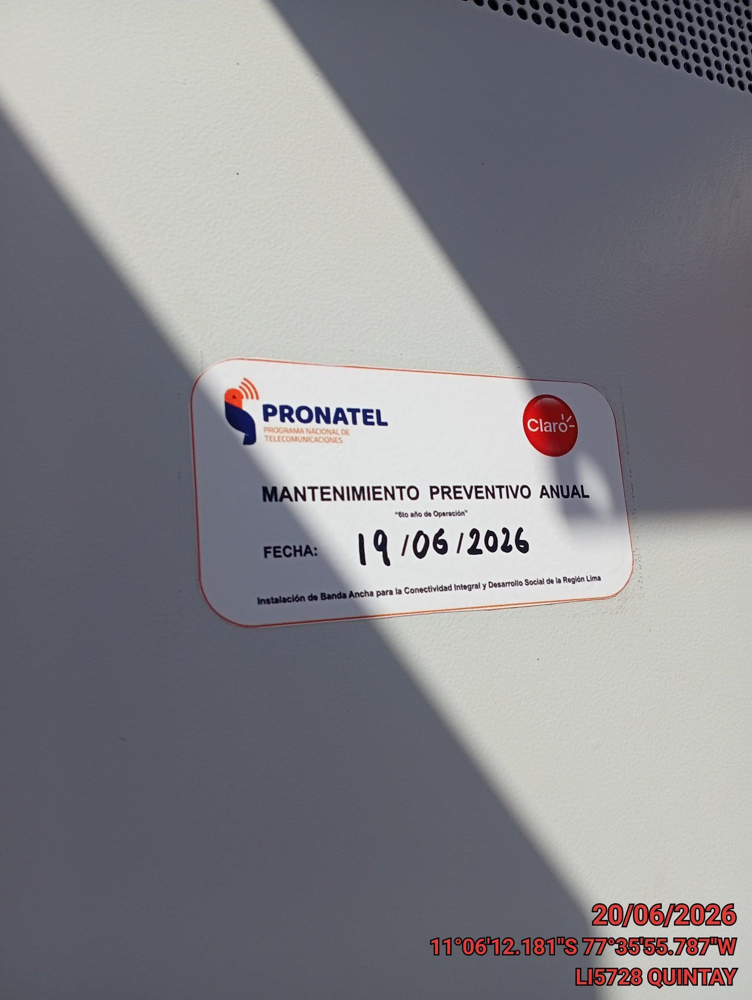 PRONATEL
PROGRAMA NACIONAL DE
TELECOMUNICACIONES
Claro
MANTENIMIENTO PREVENTIVO ANUAL
"6to año de Operación"
FECHA: 19/06/2026
Instalación de Banda Ancha para la Conectividad Integral y Desarrollo Social de la Región Lima
20/06/2026
11°06'12.181"S 77°35'55.787"W
LI5728 QUINTAY